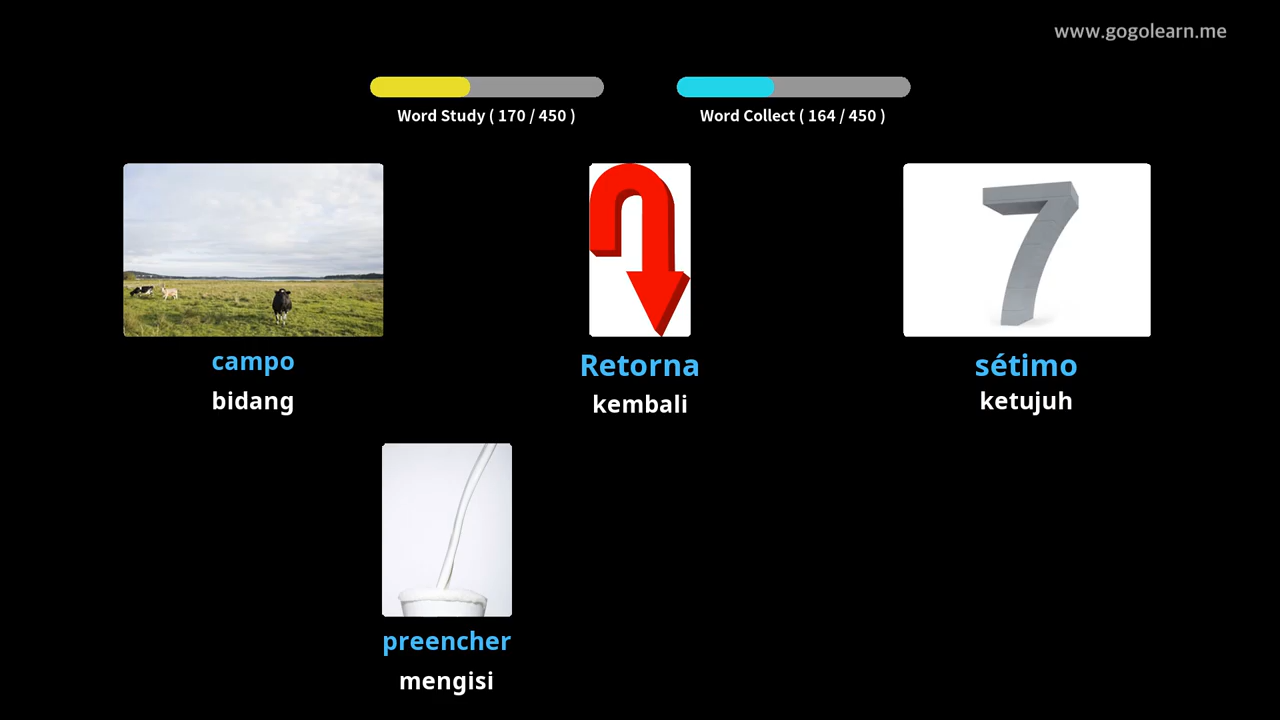 www.gogolearn.me
Word Study ( 170 / 450 )
Word Collect ( 164 / 450 )
campo
bidang
Retorna
kembali
sétimo
ketujuh
preencher
mengisi